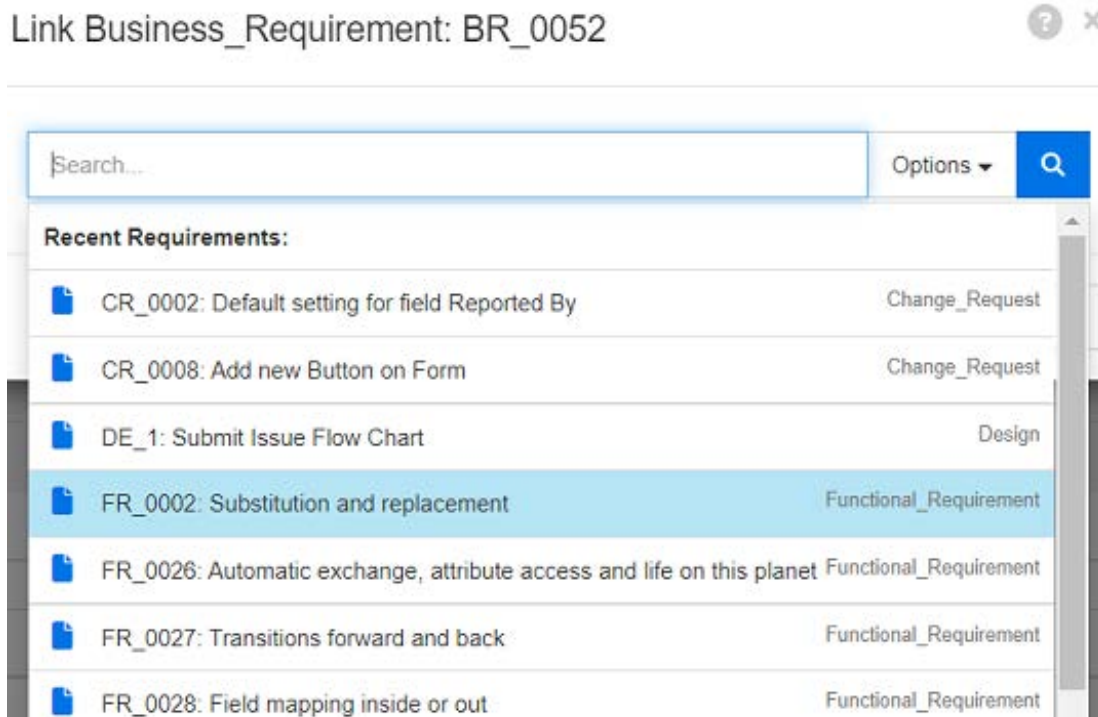 Link Business_Requirement: BR_0052
Search...
Options
Recent Requirements:
CR_0002: Default setting for field Reported By Change_Request
CR_0008: Add new Button on Form Change_Request
DE_1: Submit Issue Flow Chart Design
FR_0002: Substitution and replacement Functional_Requirement
FR_0026: Automatic exchange, attribute access and life on this planet Functional_Requirement
FR_0027: Transitions forward and back Functional_Requirement
FR_0028: Field mapping inside or out Functional_Requirement